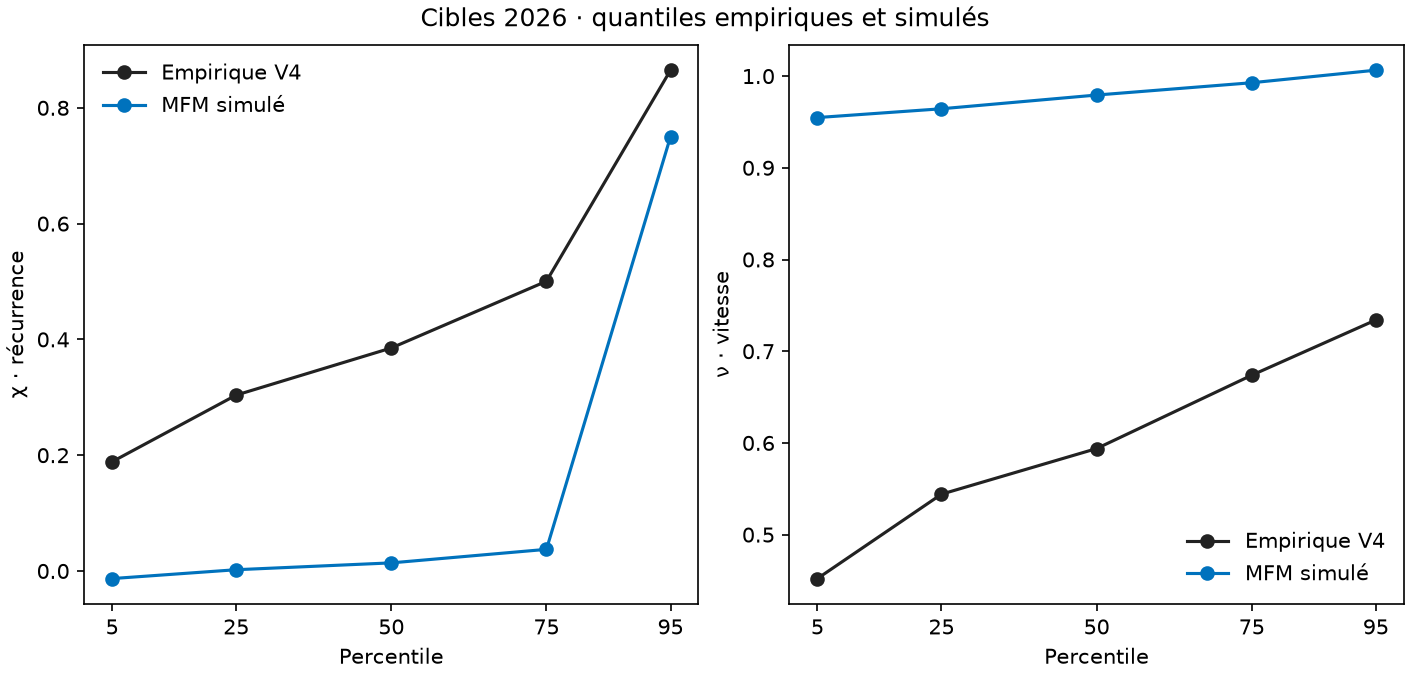 Cibles 2026 · quantiles empiriques et simulés
Empirique V4
MFM simulé
χ · récurrence
0.8
0.6
0.4
0.2
0.0
5 25 50 75 95
Percentile
ν · vitesse
1.0
0.9
0.8
0.7
0.6
0.5
Empirique V4
MFM simulé
5 25 50 75 95
Percentile